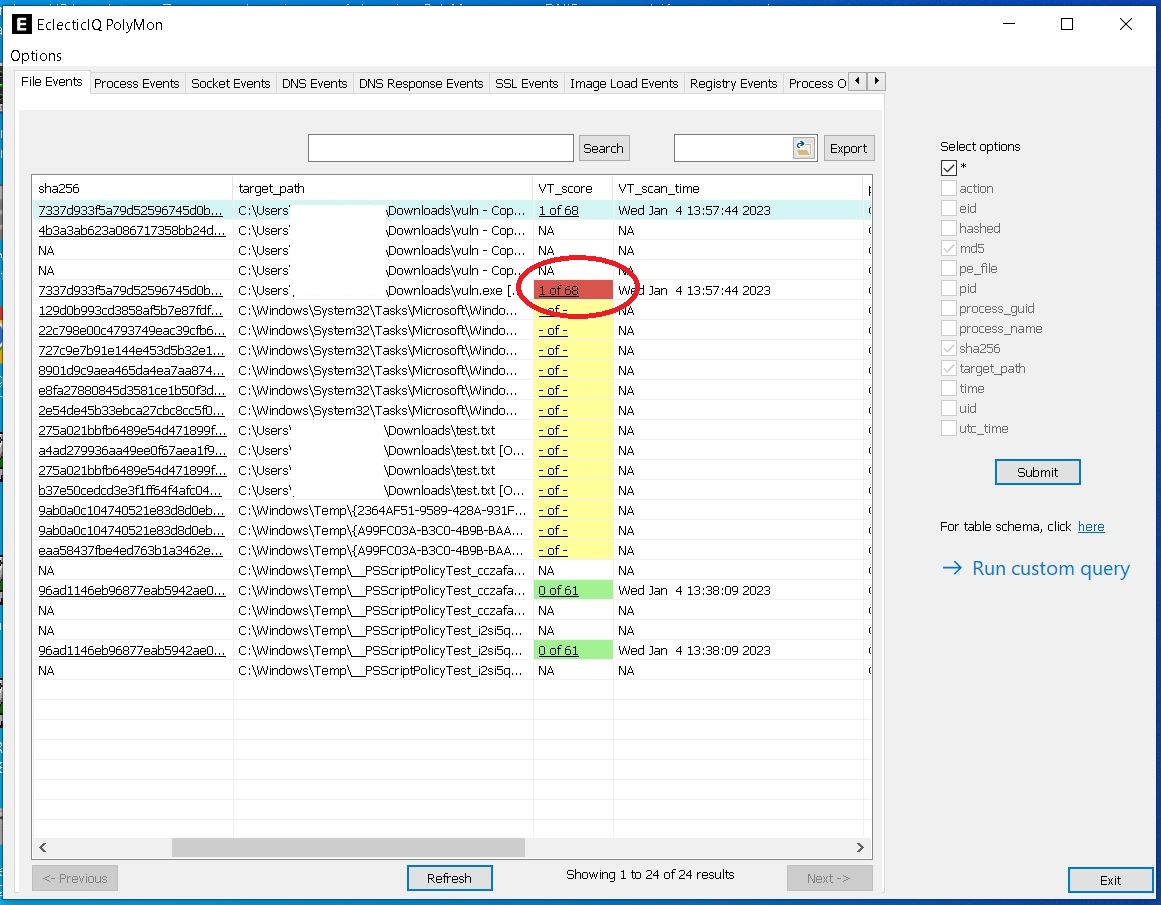 EclecticIQ PolyMon
Options
File Events Process Events Socket Events DNS Events DNS Response Events SSL Events Image Load Events Registry Events Process O
Search Export
sha256 target_path VT_score VT_scan_time
7337d933f5a79d52596745d0b... C:\Users' \Downloads\vuln - Cop... 1 of 68 Wed Jan 4 13:57:44 2023
4b3a3ab623a086717358bb24d... C:\Users' \Downloads\vuln - Cop... NA NA
NA C:\Users' \Downloads\vuln - Cop... NA NA
NA C:\Users' \Downloads\vuln - Cop... NA NA
7337d933f5a79d52596745d0b... C:\Users' \Downloads\vuln.exe [... 1 of 68 Wed Jan 4 13:57:44 2023
129d0b993cd3858af5b7e87fdf... C:\Windows\System32\Tasks\Microsoft\Windo... - of - NA
22c798e00c4793749eac39cfb6... C:\Windows\System32\Tasks\Microsoft\Windo... - of - NA
727c9e7b91e144e453d5b32e1... C:\Windows\System32\Tasks\Microsoft\Windo... - of - NA
8901d9c9aea465da4ea7aa874... C:\Windows\System32\Tasks\Microsoft\Windo... - of - NA
e8fa27880845d3581ce1b50f3d... C:\Windows\System32\Tasks\Microsoft\Windo... - of - NA
2e54de45b33ebca27cbc8cc5f0... C:\Windows\System32\Tasks\Microsoft\Windo... - of - NA
275a021bbfb6489e54d471899f... C:\Users\' \Downloads\test.txt - of - NA
a4ad279936aa49ee0f67aea1f9... C:\Users\' \Downloads\test.txt [O... - of - NA
275a021bbfb6489e54d471899f... C:\Users\' \Downloads\test.txt - of - NA
b37e50cedcd3e3f1ff64f4afc04... C:\Users\' \Downloads\test.txt [O... - of - NA
9ab0a0c104740521e83d8d0eb... C:\Windows\Temp\{2364AF51-9589-428A-931F... - of - NA
9ab0a0c104740521e83d8d0eb... C:\Windows\Temp\{A99FC03A-B3C0-4B9B-BAA... - of - NA
eaa58437fbe4ed763b1a3462e... C:\Windows\Temp\{A99FC03A-B3C0-4B9B-BAA... - of - NA
NA C:\Windows\Temp\__PSScriptPolicyTest_cczafa... NA NA
96ad1146eb96877eab5942ae0... C:\Windows\Temp\__PSScriptPolicyTest_cczafa... 0 of 61 Wed Jan 4 13:38:09 2023
NA C:\Windows\Temp\__PSScriptPolicyTest_cczafa... NA NA
NA C:\Windows\Temp\__PSScriptPolicyTest_i2si5q... NA NA
96ad1146eb96877eab5942ae0... C:\Windows\Temp\__PSScriptPolicyTest_i2si5q... 0 of 61 Wed Jan 4 13:38:09 2023
NA C:\Windows\Temp\__PSScriptPolicyTest_i2si5q... NA NA
<- Previous Refresh Showing 1 to 24 of 24 results Next ->
Select options
*
action
eid
hashed
md5
pe_file
pid
process_guid
process_name
sha256
target_path
time
uid
utc_time
Submit
For table schema, click here
→ Run custom query
Exit